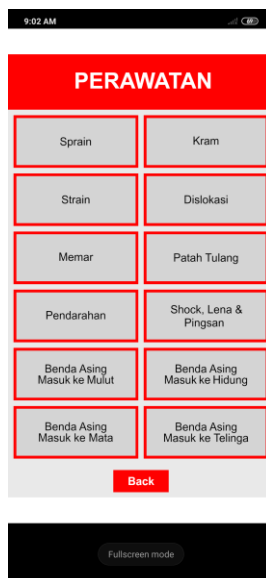 9:02 AM
PERAWATAN
Sprain
Kram
Strain
Dislokasi
Memar
Patah Tulang
Pendarahan
Shock, Lena &
Pingsan
Benda Asing
Masuk ke Mulut
Benda Asing
Masuk ke Hidung
Benda Asing
Masuk ke Mata
Benda Asing
Masuk ke Telinga
Back
Fullscreen mode